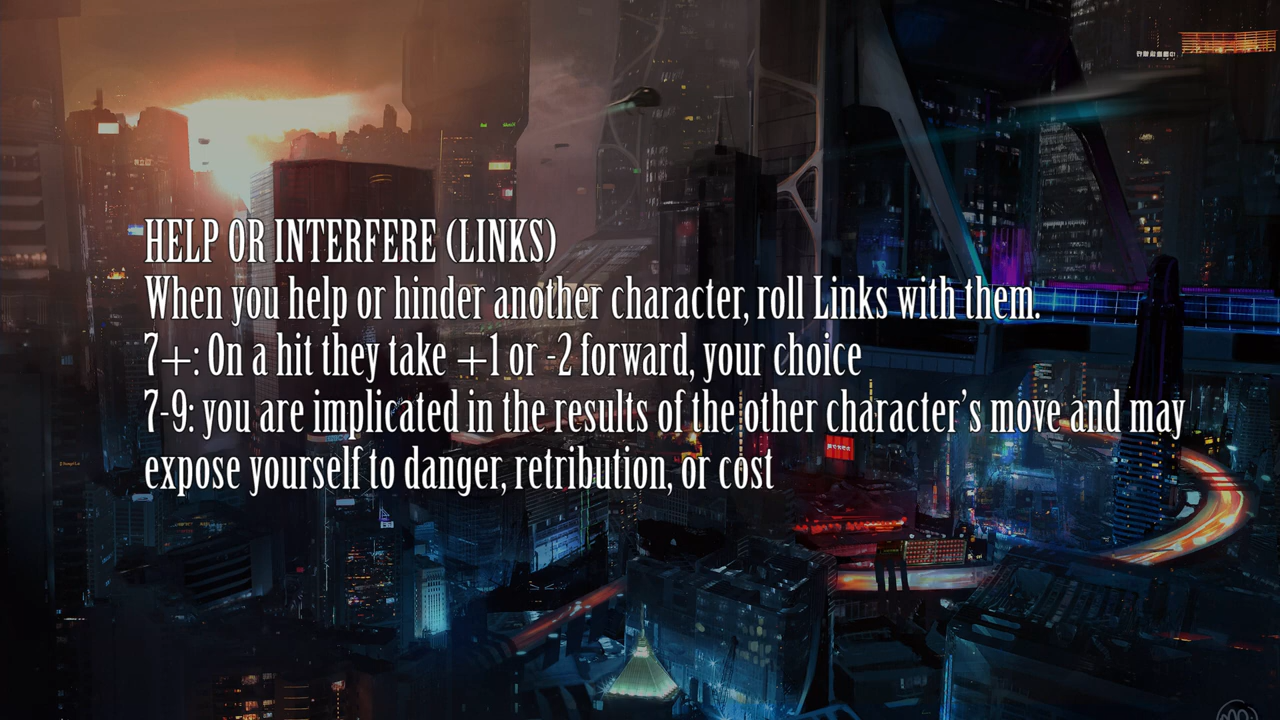 HELP OR INTERFERE (LINKS)
When you help or hinder another character, roll Links with them.
7+: On a hit they take +1 or -2 forward, your choice
7-9: you are implicated in the results of the other character’s move and may
expose yourself to danger, retribution, or cost